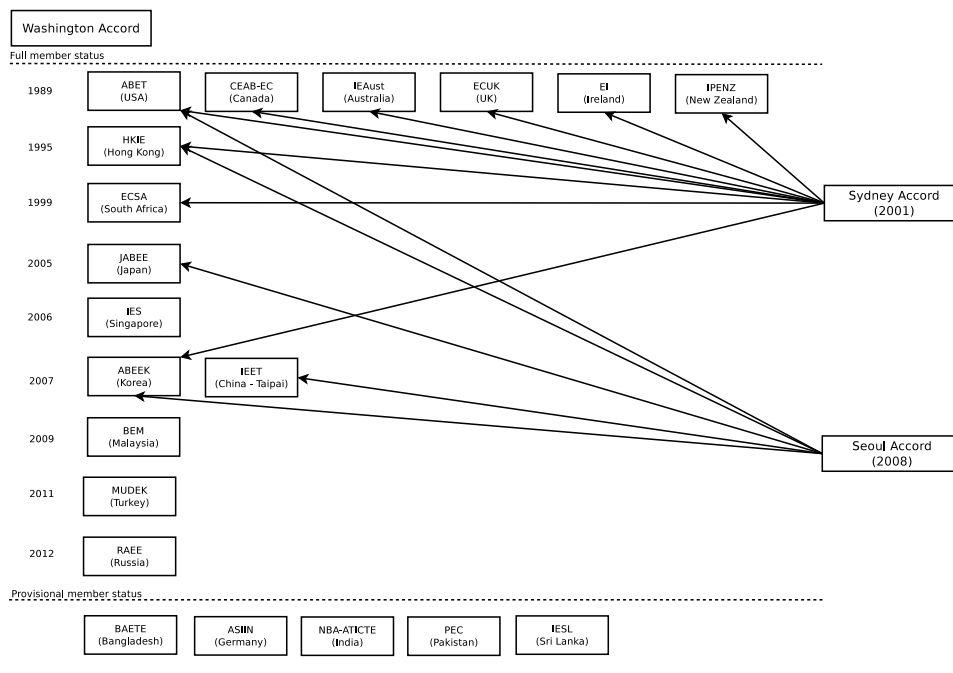 Washington Accord
Full member status
1989
ABET
(USA)
CEAB-EC
(Canada)
IEAust
(Australia)
ECUK
(UK)
EI
(Ireland)
IPENZ
(New Zealand)
1995
HKIE
(Hong Kong)
1999
ECSA
(South Africa)
Sydney Accord
(2001)
2005
JABEE
(Japan)
2006
IES
(Singapore)
2007
ABEEK
(Korea)
IEET
(China - Taipai)
2009
BEM
(Malaysia)
Seoul Accord
(2008)
2011
MUDEK
(Turkey)
2012
RAEE
(Russia)
Provisional member status
BAETE
(Bangladesh)
ASIIN
(Germany)
NBA-ATICTE
(India)
PEC
(Pakistan)
IESL
(Sri Lanka)